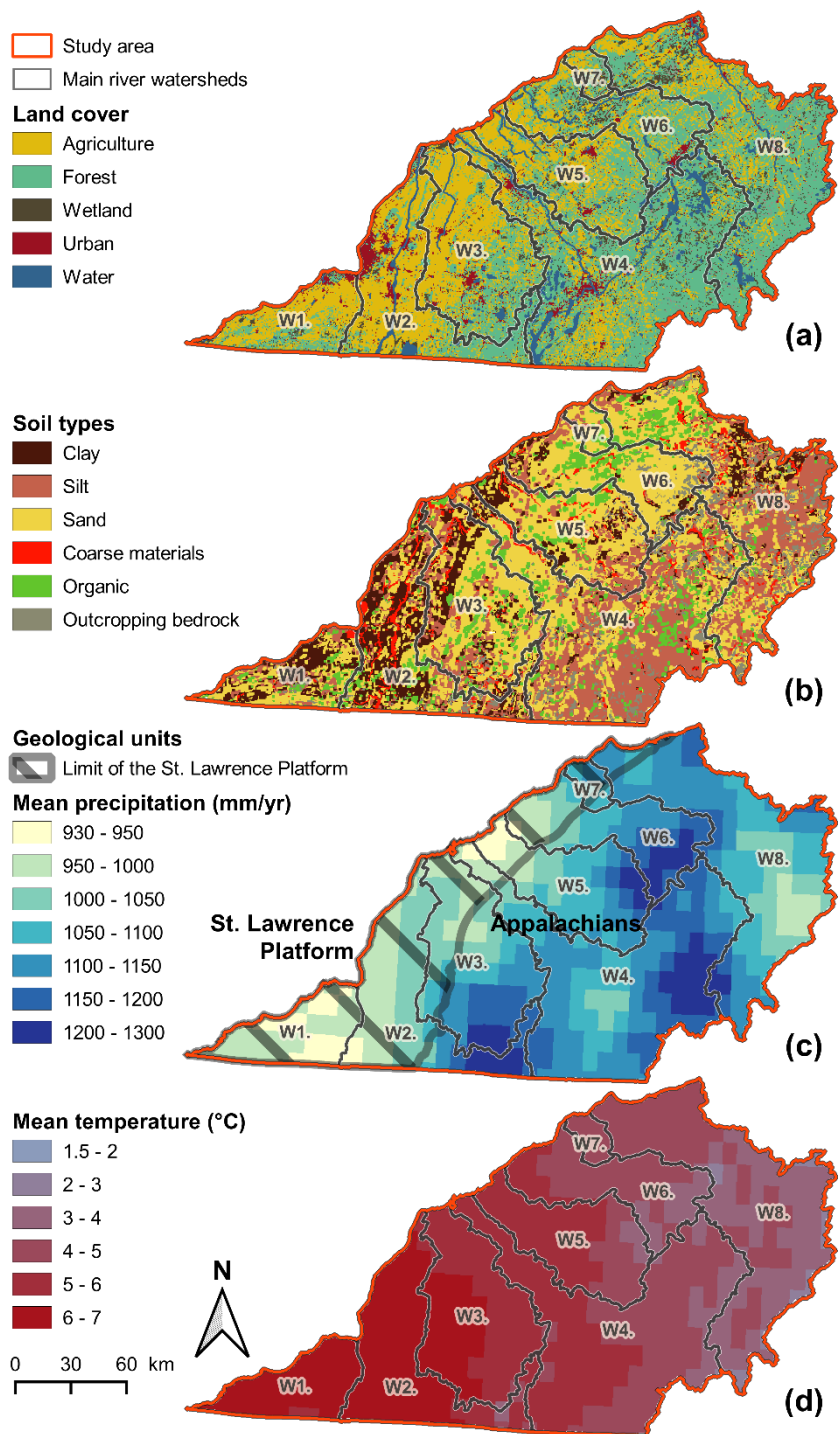 Study area
Main river watersheds
Land cover
Agriculture
Forest
Wetland
Urban
Water
W7.
W6.
W8.
W5.
W3.
W4.
W1.
W2.
(a)
Soil types
Clay
Silt
Sand
Coarse materials
Organic
Outcropping bedrock
W7.
W6.
W8.
W5.
W3.
W4.
W1.
W2.
(b)
Geological units
Limit of the St. Lawrence Platform
Mean precipitation (mm/yr)
930 - 950
950 - 1000
1000 - 1050
1050 - 1100
1100 - 1150
1150 - 1200
1200 - 1300
W7.
W6.
W8.
W5.
St. Lawrence
Platform
Appalachians
W3.
W4.
W1.
W2.
(c)
Mean temperature (°C)
1.5 - 2
2 - 3
3 - 4
4 - 5
5 - 6
6 - 7
N
0 30 60 km
W7.
W6.
W8.
W5.
W3.
W4.
W1.
W2.
(d)